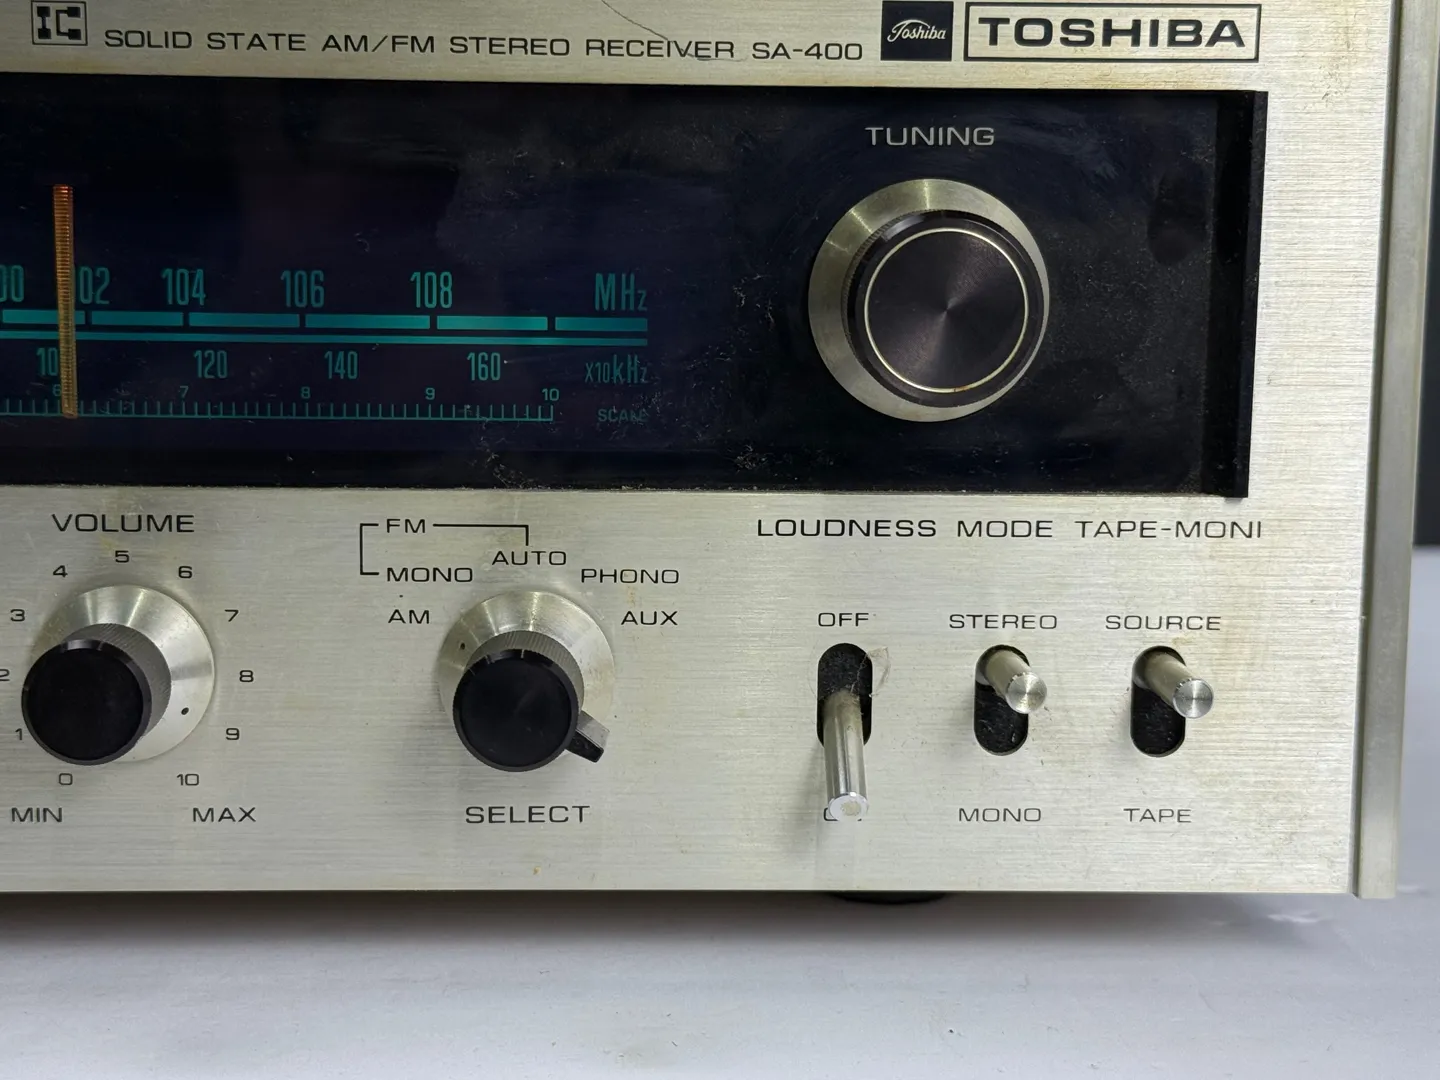 IC SOLID STATE AM/FM STEREO RECEIVER SA-400 Toshiba TOSHIBA
TUNING
104 106 108 MHz
120 140 160 X10kHz
7 8 9 10 SCALE
VOLUME
0 1 2 3 4 5 6 7 8 9 10
MIN MAX
FM
AUTO
MONO PHONO
AM AUX
SELECT
LOUDNESS MODE TAPE-MONI
OFF STEREO SOURCE
MONO TAPE